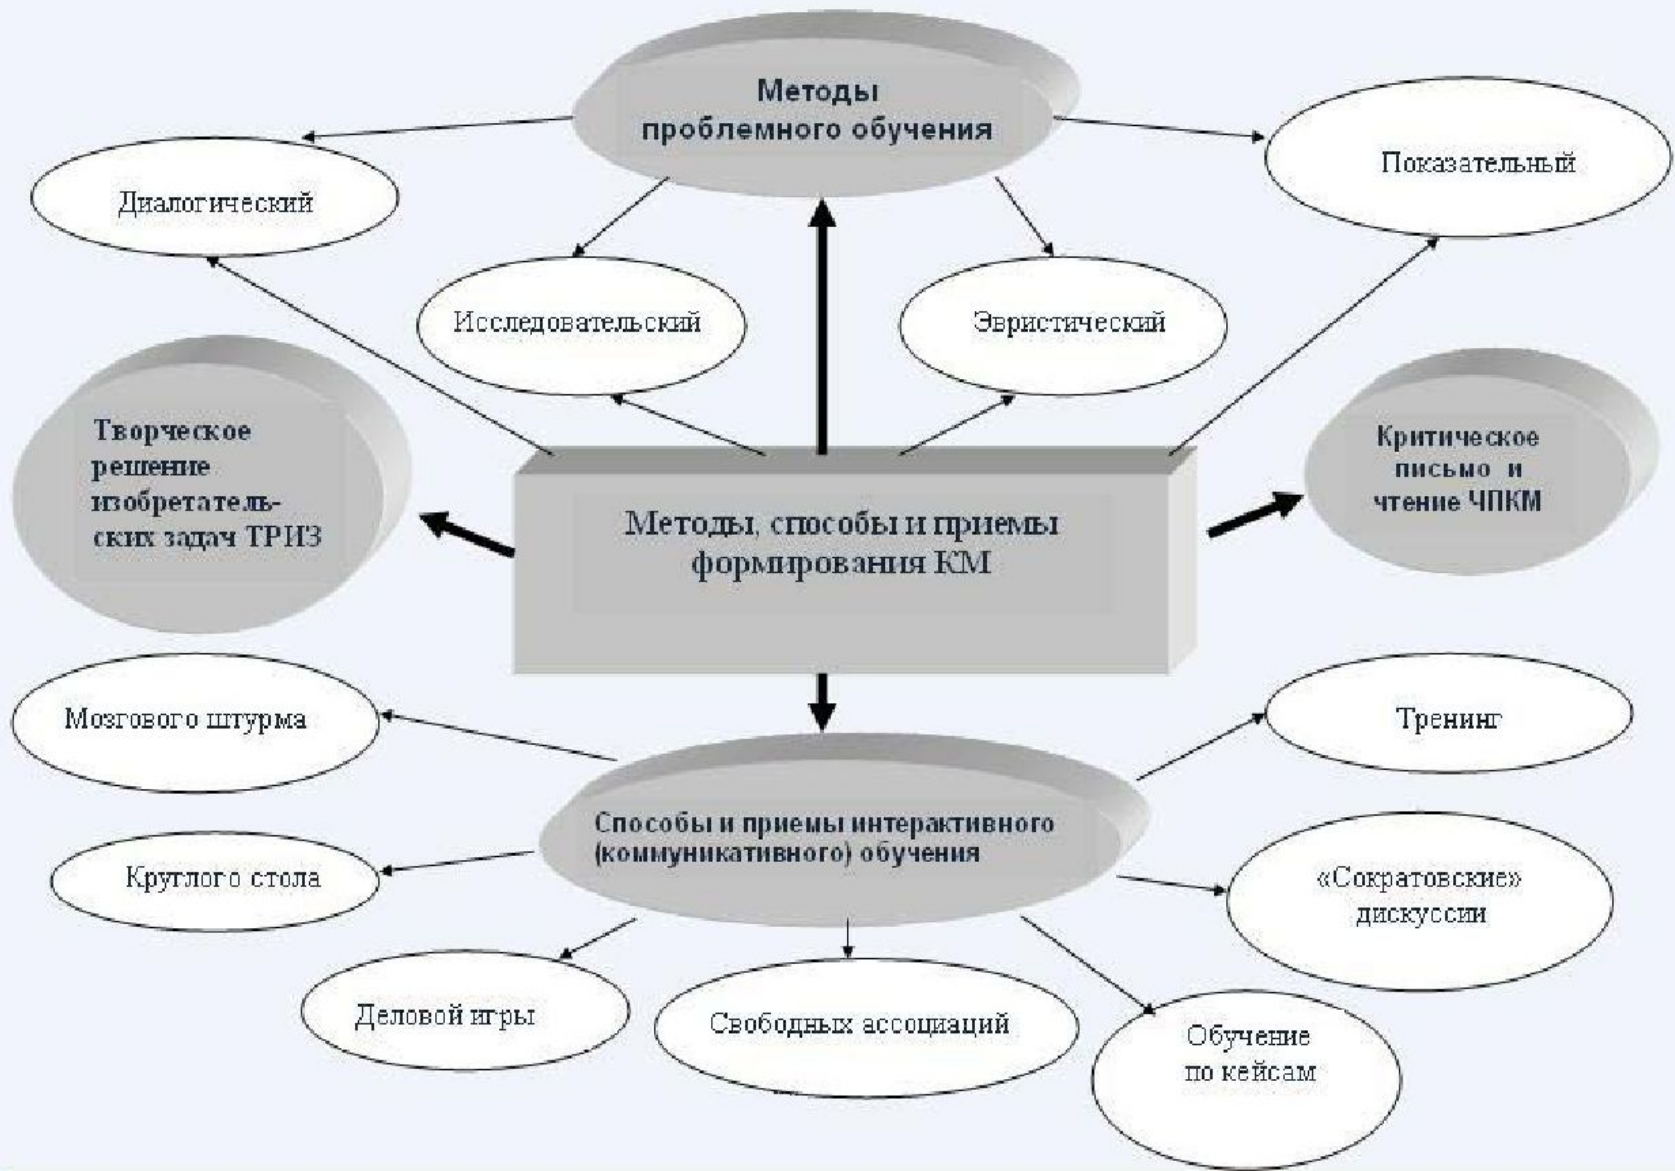 Методы
проблемного обучения
Показательный
Диалогический
Исследовательский
Эвристический
Творческое
решение
изобретатель-
ских задач ТРИЗ
Критическое
письмо и
чтение ЧПКМ
Методы, способы и приемы
формирования КМ
Мозгового штурма
Тренинг
Способы и приемы интерактивного
(коммуникативного) обучения
Круглого стола
«Сократовские»
дискуссии
Деловой игры
Свободных ассоциаций
Обучение
по кейсам